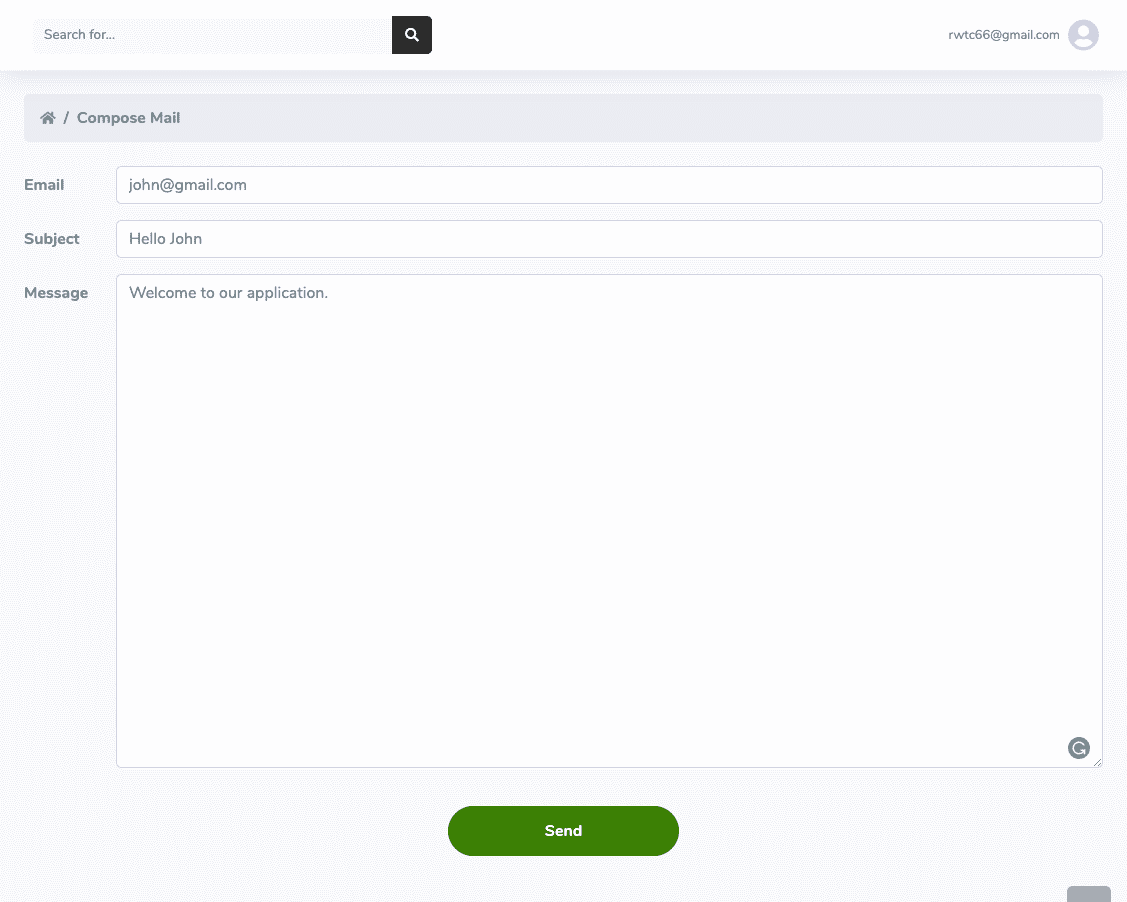 Search for...
rwtc66@gmail.com
/ Compose Mail
Email
john@gmail.com
Subject
Hello John
Message
Welcome to our application.
Send